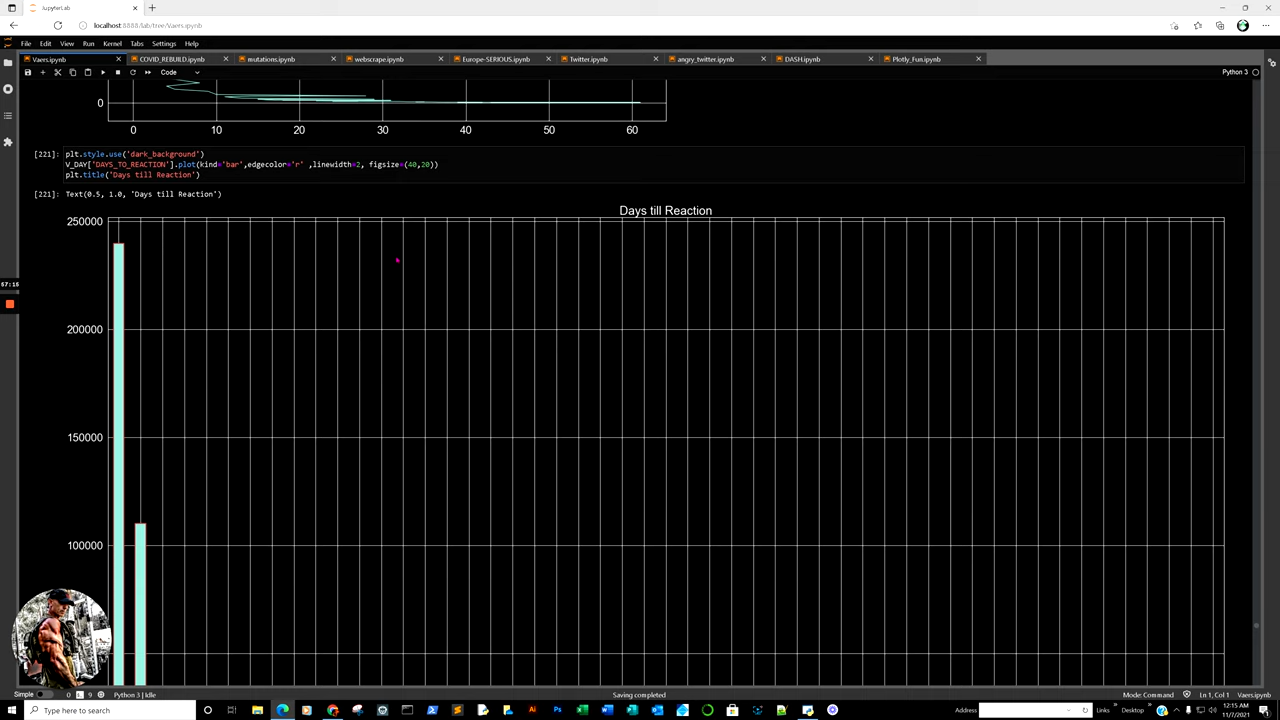 JupyterLab
localhost:8888/lab/tree/Vaers.ipynb
File Edit View Run Kernel Tabs Settings Help
Vaers.ipynb COVID_REBUILD.ipynb mutations.ipynb webscrape.ipynb Europe-SERIOUS.ipynb Twitter.ipynb angry_twitter.ipynb DASH.ipynb Plotly_Fun.ipynb
Code Python 3
0
0 10 20 30 40 50 60
[221]: plt.style.use('dark_background')
V_DAY['DAYS_TO_REACTION'].plot(kind='bar',edgecolor='r' ,linewidth=2, figsize=(40,20))
plt.title('Days till Reaction')
[221]: Text(0.5, 1.0, 'Days till Reaction')
Days till Reaction
250000
200000
150000
100000
57:15
Simple 0 9 Python 3 | Idle Saving completed Mode: Command Ln 1, Col 1 Vaers.ipynb
Type here to search Address Links Desktop 12:15 AM
11/7/2021